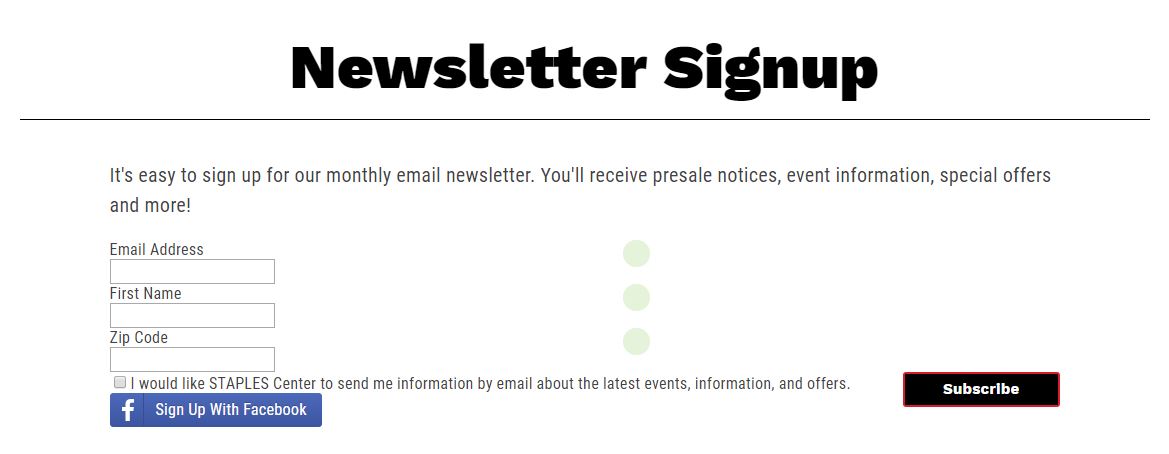 Newsletter Signup
It's easy to sign up for our monthly email newsletter. You'll receive presale notices, event information, special offers
and more!
Email Address
First Name
Zip Code
I would like STAPLES Center to send me information by email about the latest events, information, and offers.
Subscribe
f Sign Up With Facebook